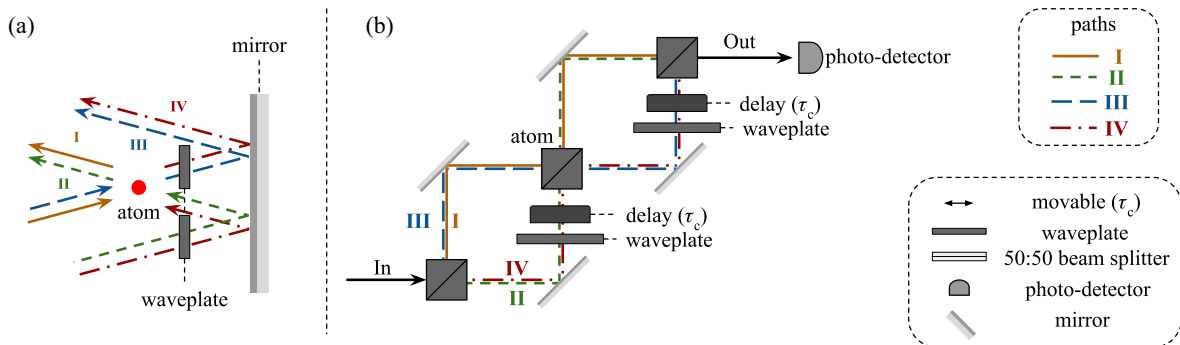 (a)
mirror
IV
I
III
II
atom
waveplate
(b)
Out
photo-detector
delay (τc)
waveplate
atom
III
I
delay (τc)
waveplate
In
IV
II
paths
I
II
III
IV
movable (τc)
waveplate
50:50 beam splitter
photo-detector
mirror